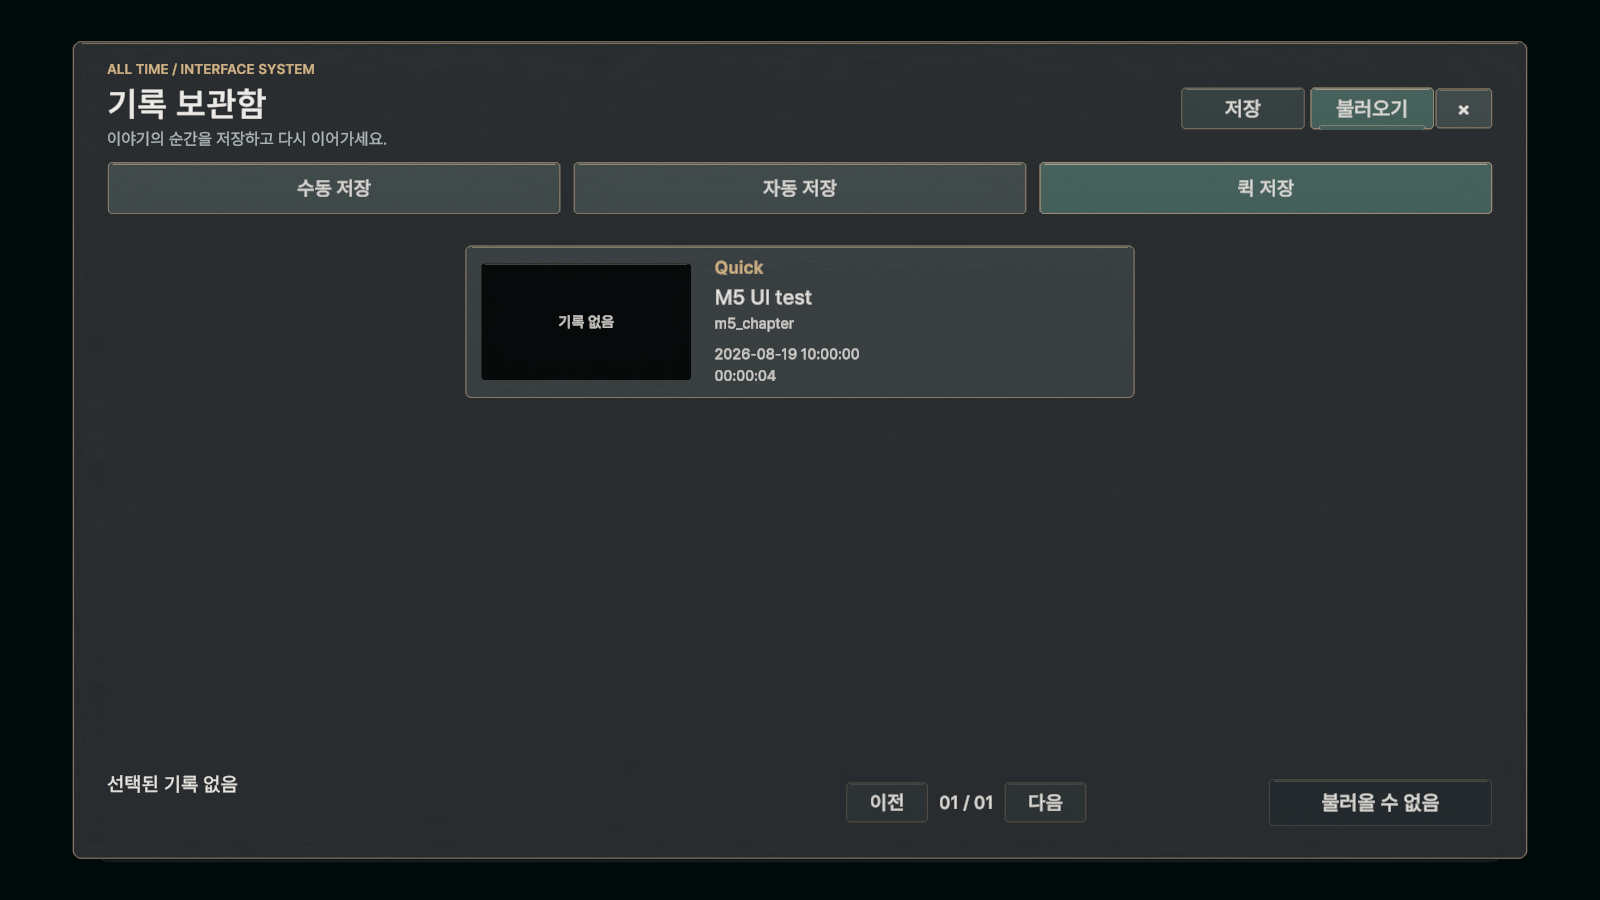 ALL TIME / INTERFACE SYSTEM
기록 보관함
이야기의 순간을 저장하고 다시 이어가세요.
저장
불러오기
×
수동 저장
자동 저장
퀵 저장
기록 없음
Quick
M5 UI test
m5_chapter
2026-08-19 10:00:00
00:00:04
선택된 기록 없음
이전
01 / 01
다음
불러올 수 없음